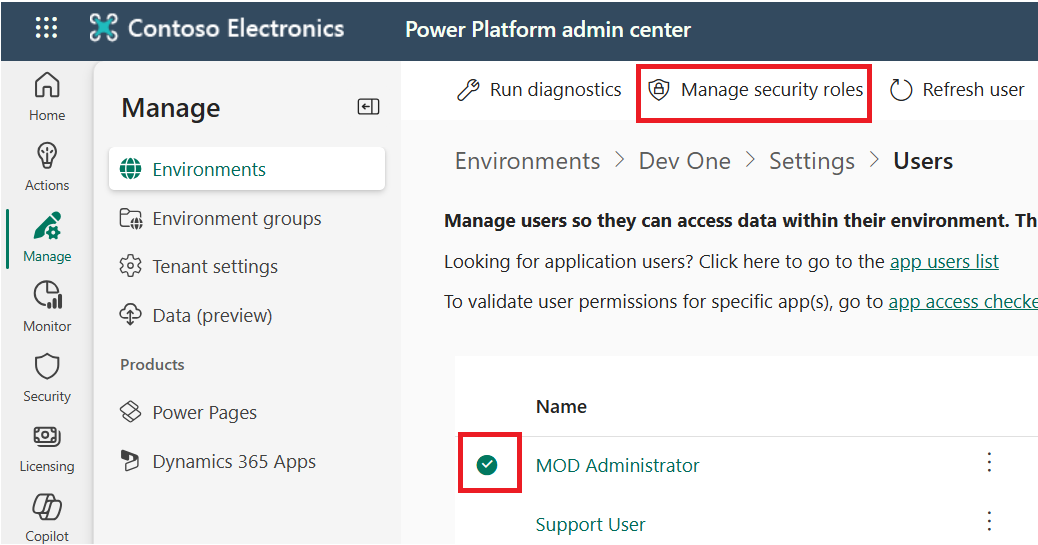 Contoso Electronics
Power Platform admin center
Home
Actions
Manage
Monitor
Security
Licensing
Copilot
Manage
Environments
Environment groups
Tenant settings
Data (preview)
Products
Power Pages
Dynamics 365 Apps
Run diagnostics
Manage security roles
Refresh user
Environments > Dev One > Settings > Users
Manage users so they can access data within their environment. Th
Looking for application users? Click here to go to the app users list
To validate user permissions for specific app(s), go to app access checke
Name
MOD Administrator
Support User